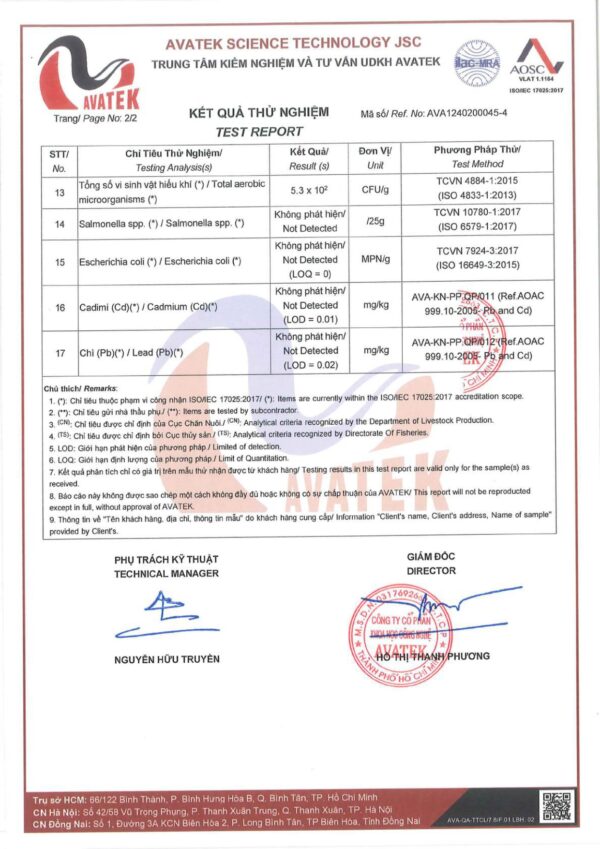 AVATEK SCIENCE TECHNOLOGY JSC
TRUNG TÂM KIỂM NGHIỆM VÀ TƯ VẤN UDKH AVATEK
AVATEK
ilac-MRA
AOSC
VLAT 1.1154
ISO/IEC 17025:2017
Trang/ Page No: 2/2
KẾT QUẢ THỬ NGHIỆM
Mã số/ Ref. No: AVA1240200045-4
TEST REPORT
STT/ No. Chỉ Tiêu Thử Nghiệm/ Testing Analysis(s) Kết Quả/ Result (s) Đơn Vị/ Unit Phương Pháp Thử/ Test Method
13 Tổng số vi sinh vật hiếu khí (*) / Total aerobic microorganisms (*) 5.3 x 10² CFU/g TCVN 4884-1:2015 (ISO 4833-1:2013)
14 Salmonella spp. (*) / Salmonella spp. (*) Không phát hiện/ Not Detected /25g TCVN 10780-1:2017 (ISO 6579-1:2017)
15 Escherichia coli (*) / Escherichia coli (*) Không phát hiện/ Not Detected (LOQ = 0) MPN/g TCVN 7924-3:2017 (ISO 16649-3:2015)
16 Cadimi (Cd)(*) / Cadmium (Cd)(*) Không phát hiện/ Not Detected (LOD = 0.01) mg/kg AVA-KN-PP.QP/011 (Ref.AOAC 999.10-2005- Pb and Cd)
17 Chì (Pb)(*) / Lead (Pb)(*) Không phát hiện/ Not Detected (LOD = 0.02) mg/kg AVA-KN-PP.QP/012 (Ref.AOAC 999.10-2005- Pb and Cd)
Chú thích/ Remarks:
1. (*): Chỉ tiêu thuộc phạm vi công nhận ISO/IEC 17025:2017/ (*): Items are currently within the ISO/IEC 17025:2017 accreditation scope.
2. (**): Chỉ tiêu gửi nhà thầu phụ./ (**): Items are tested by subcontractor.
3. (CN): Chỉ tiêu được chỉ định của Cục Chăn Nuôi./ (CN): Analytical criteria recognized by the Department of Livestock Production.
4. (TS): Chỉ tiêu được chỉ định bởi Cục thủy sản./ (TS): Analytical criteria recognized by Directorate Of Fisheries.
5. LOD: Giới hạn phát hiện của phương pháp / Limited of detection.
6. LOQ: Giới hạn định lượng của phương pháp / Limit of Quantitation.
7. Kết quả phân tích chỉ có giá trị trên mẫu thử nhận được từ khách hàng/ Testing results in this test report are valid only for the sample(s) as
received.
8. Báo cáo này không được sao chép một cách không đầy đủ hoặc không có sự chấp thuận của AVATEK/ This report will not be reproduced
except in full, without approval of AVATEK.
9. Thông tin về "Tên khách hàng, địa chỉ, thông tin mẫu" do khách hàng cung cấp/ Information "Client's name, Client's address, Name of sample"
provided by Client's.
PHỤ TRÁCH KỸ THUẬT
TECHNICAL MANAGER
GIÁM ĐỐC
DIRECTOR
CÔNG TY CỔ PHẦN
KHOA HỌC CÔNG NGHỆ
AVATEK
THÀNH PHỐ HỒ CHÍ MINH
NGUYỄN HỮU TRUYỀN
HỒ THỊ THANH PHƯƠNG
Trụ sở HCM: 66/122 Bình Thành, P. Bình Hưng Hòa B, Q. Bình Tân, TP. Hồ Chí Minh
CN Hà Nội: Số 42/58 Vũ Trọng Phụng, P. Thanh Xuân Trung, Q. Thanh Xuân, TP. Hà Nội
CN Đồng Nai: Số 1, Đường 3A KCN Biên Hòa 2, P. Long Bình Tân, TP Biên Hòa, Tỉnh Đồng Nai
AVA-QA-TTCL/7.8/F.01 LBH: 02